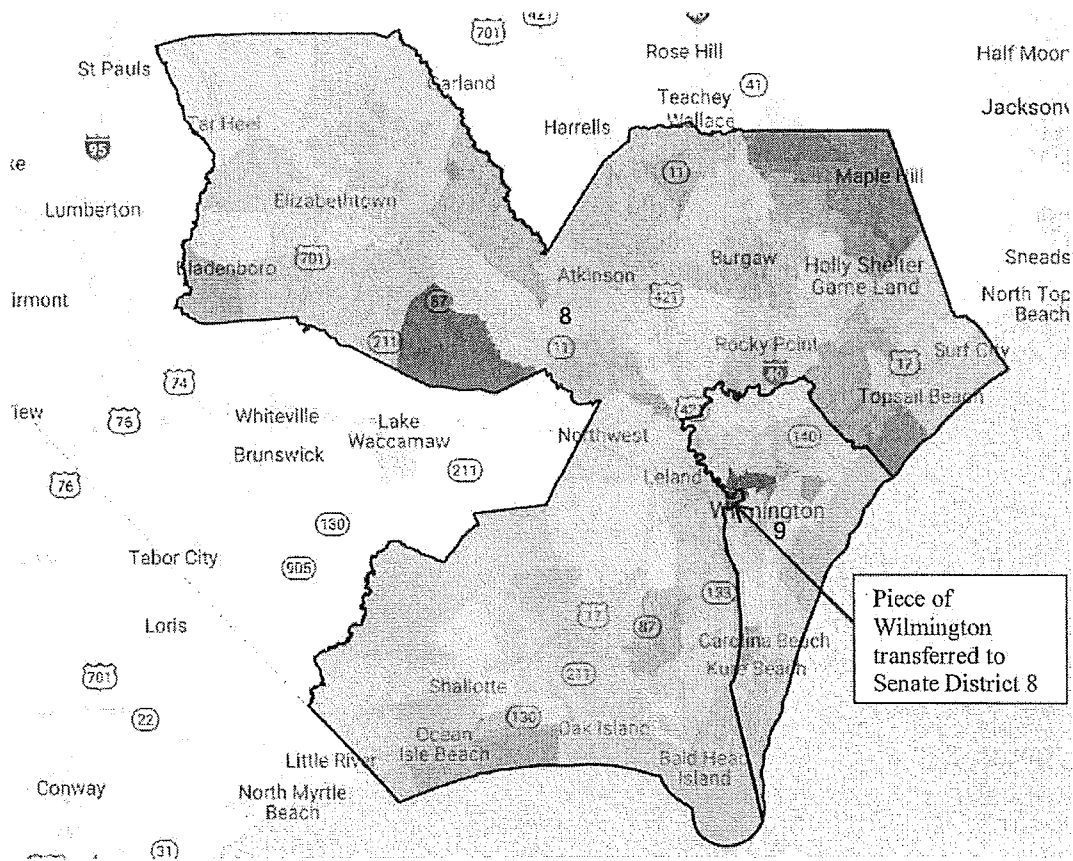 421
701
Rose Hill
Half Moon
St Pauls
Garland
41
Teachey
Wallace
Jacksonv
Harrells
Tar Heel
95
ke
11
Maple Hill
Lumberton
Elizabethtown
701
Burgaw
Holly Shelter
Game Land
Sneads
Bladenboro
Atkinson
irmont
87
421
North Top
Beach
8
211
11
Rocky Point
40
17
Surf City
74
Topsail Beach
76
Whiteville
Lake
Waccamaw
Northwest
140
Brunswick
211
Leland
76
Wilmington
9
130
Tabor City
905
133
Piece of
Wilmington
transferred to
Senate District 8
17
87
Loris
Carolina Beach
Kure Beach
701
211
Shallotte
22
130
Oak Island
Ocean
Isle Beach
Little River
Bald Head
Island
Conway
North Myrtle
Beach
31